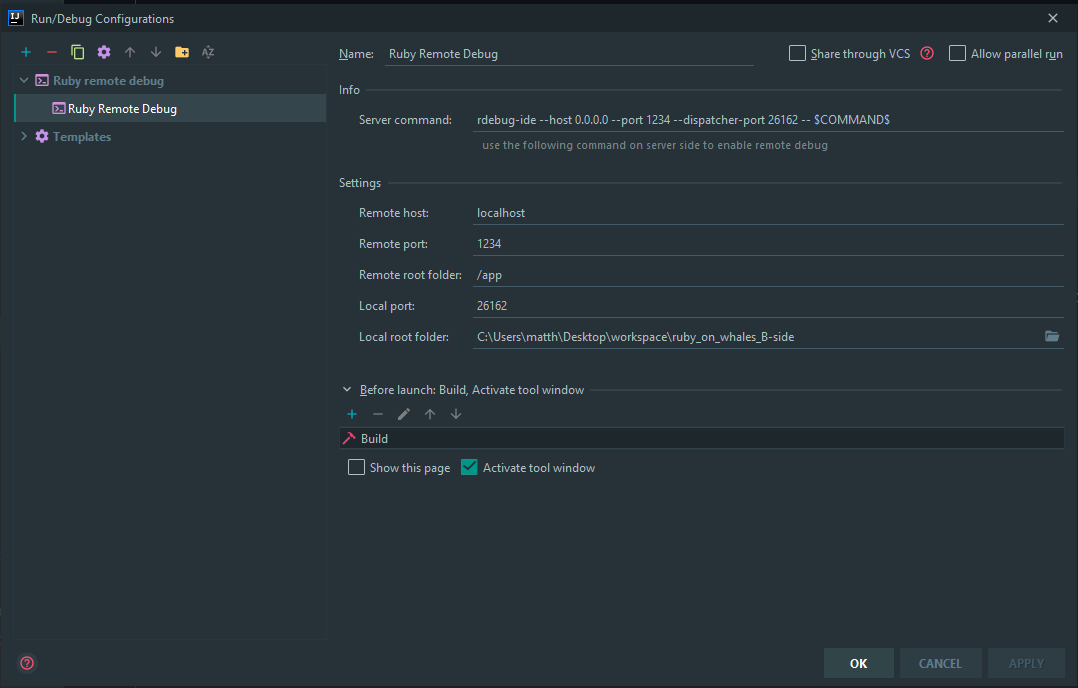 IJ Run/Debug Configurations
Ruby remote debug
Ruby Remote Debug
Templates
Name: Ruby Remote Debug
Share through VCS ? Allow parallel run
Info
Server command: rdebug-ide --host 0.0.0.0 --port 1234 --dispatcher-port 26162 -- $COMMAND$
use the following command on server side to enable remote debug
Settings
Remote host: localhost
Remote port: 1234
Remote root folder: /app
Local port: 26162
Local root folder: C:\Users\matth\Desktop\workspace\ruby_on_whales_B-side
Before launch: Build, Activate tool window
Build
Show this page Activate tool window
? OK CANCEL APPLY